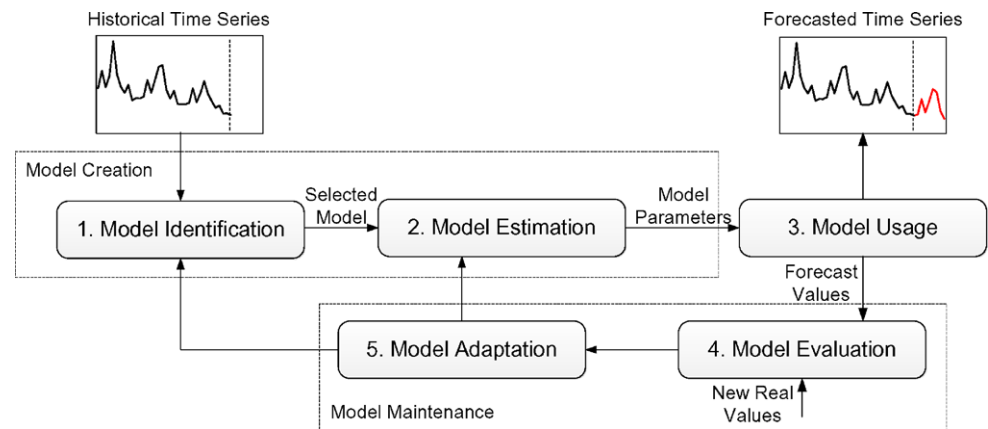 Historical Time Series
Forecasted Time Series
Model Creation
1. Model Identification
Selected
Model
2. Model Estimation
Model
Parameters
3. Model Usage
Forecast
Values
5. Model Adaptation
4. Model Evaluation
New Real
Values
Model Maintenance